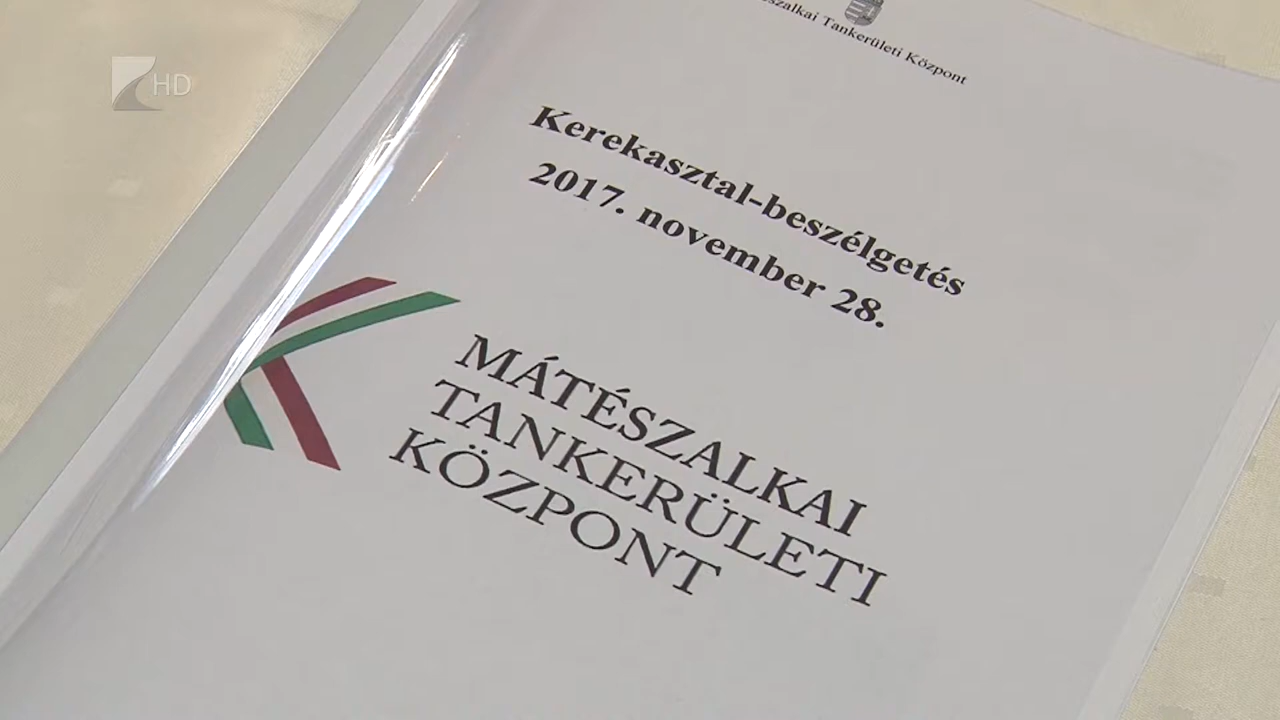 HD
Tankerületi Központ
Kerekasztal-beszélgetés
2017. november 28.
MÁTÉSZALKAI
TANKERÜLETI
KÖZPONT